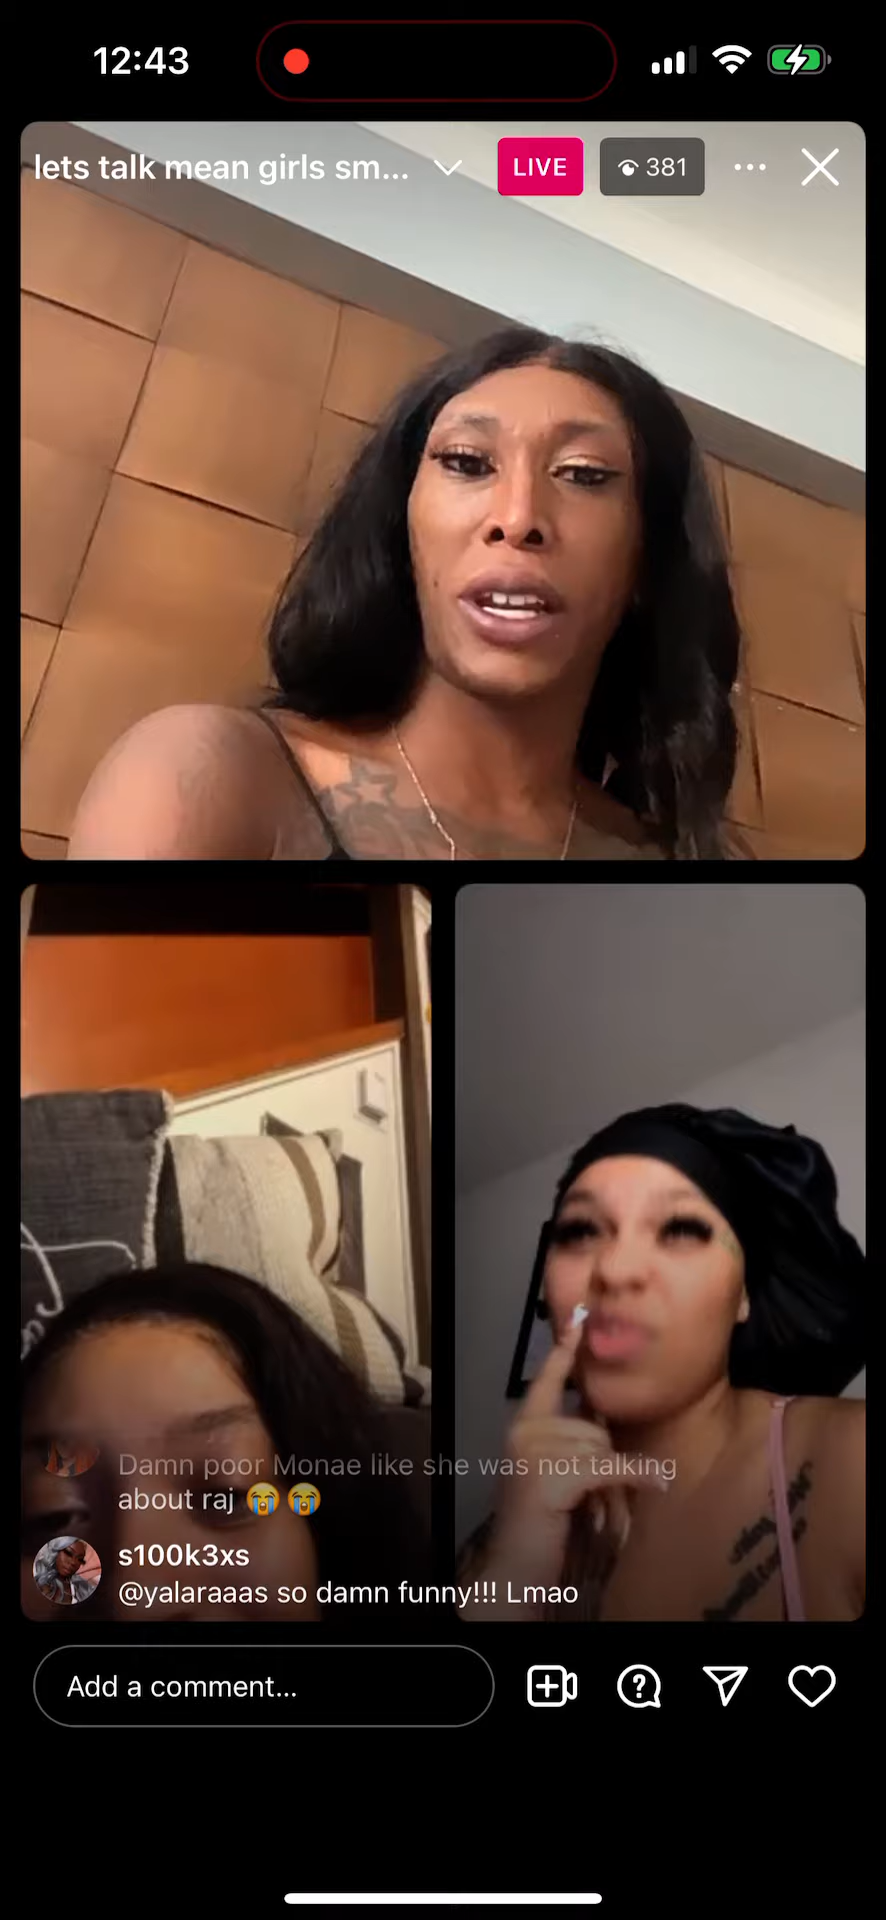 12:43
lets talk mean girls sm...
LIVE
381
Damn poor Monae like she was not talking
about raj 😭😭
s100k3xs
@yalaraaas so damn funny!!! Lmao
Add a comment...